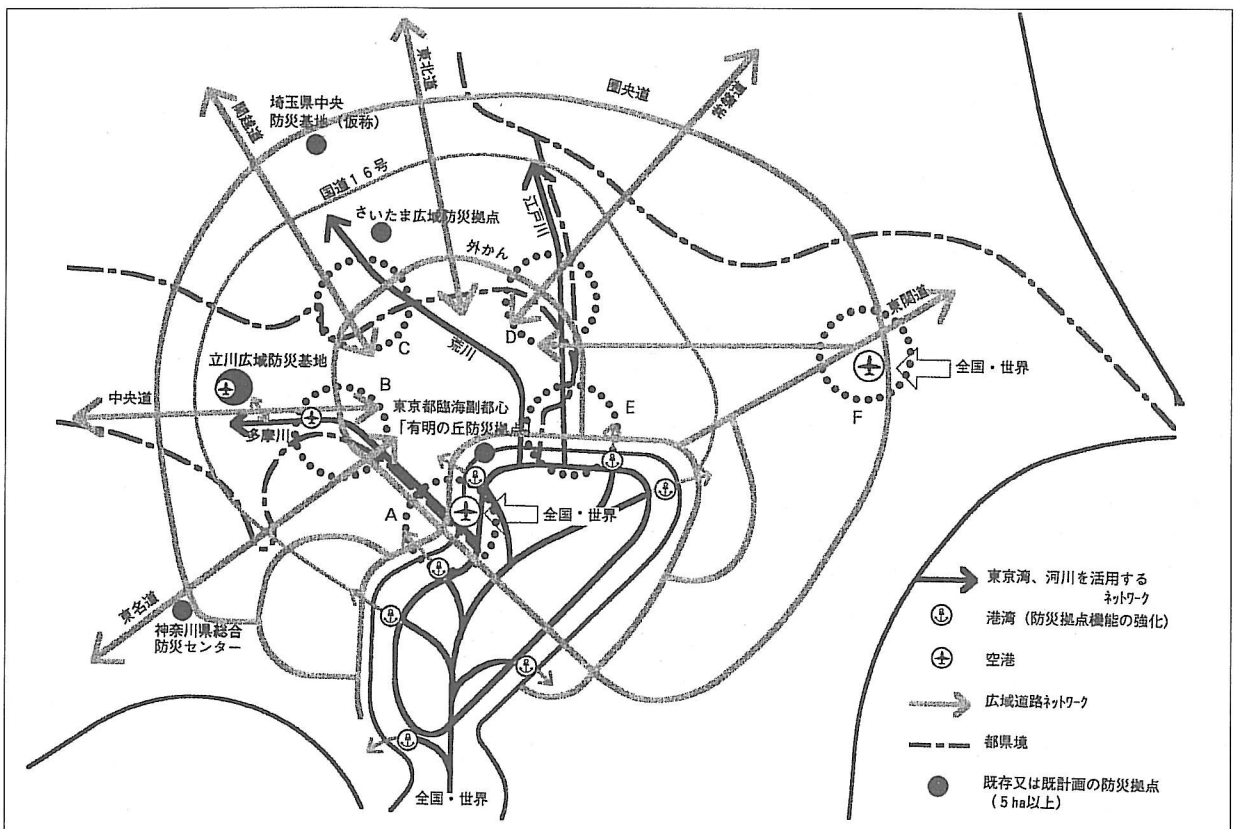 東北道
圏央道
常磐道
関越道
埼玉県中央
防災基地（仮称）
国道16号
江戸川
さいたま広域防災拠点
外かん
東関道
D
C
荒川
立川広域防災基地
全国・世界
中央道
B
東京都臨海副都心
「有明の丘防災拠点」
E
F
多摩川
A
全国・世界
東名道
神奈川県総合
防災センター
全国・世界
東京湾、河川を活用する
ネットワーク
港湾（防災拠点機能の強化）
空港
広域道路ネットワーク
都県境
既存又は既計画の防災拠点
（5ha以上）